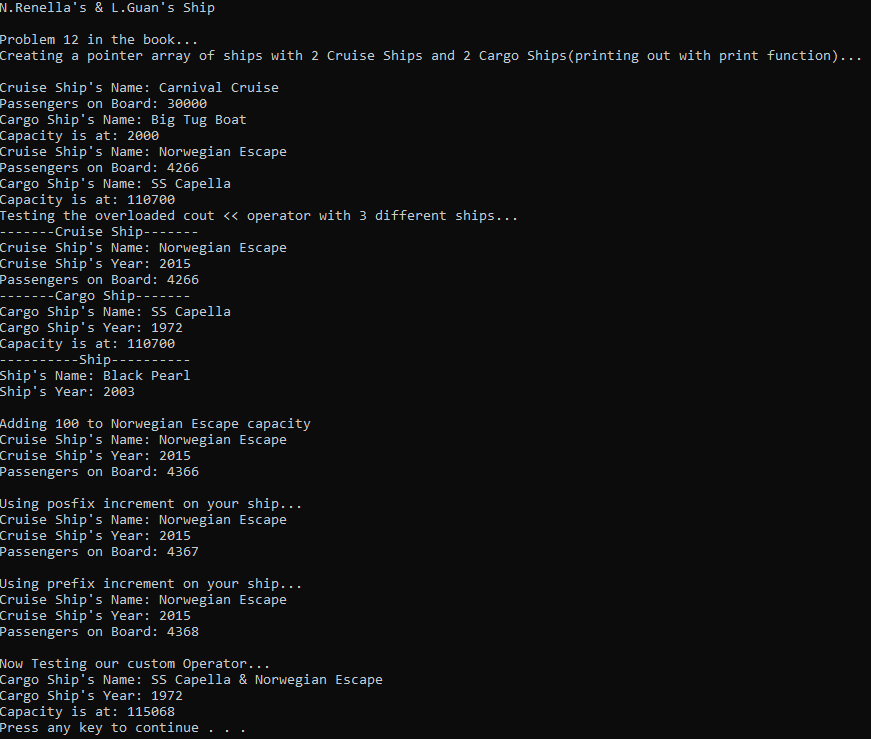 N.Renella's & L.Guan's Ship
Problem 12 in the book...
Creating a pointer array of ships with 2 Cruise Ships and 2 Cargo Ships(printing out with print function)...
Cruise Ship's Name: Carnival Cruise
Passengers on Board: 30000
Cargo Ship's Name: Big Tug Boat
Capacity is at: 2000
Cruise Ship's Name: Norwegian Escape
Passengers on Board: 4266
Cargo Ship's Name: SS Capella
Capacity is at: 110700
Testing the overloaded cout << operator with 3 different ships...
-------Cruise Ship-------
Cruise Ship's Name: Norwegian Escape
Cruise Ship's Year: 2015
Passengers on Board: 4266
-------Cargo Ship-------
Cargo Ship's Name: SS Capella
Cargo Ship's Year: 1972
Capacity is at: 110700
----------Ship----------
Ship's Name: Black Pearl
Ship's Year: 2003
Adding 100 to Norwegian Escape capacity
Cruise Ship's Name: Norwegian Escape
Cruise Ship's Year: 2015
Passengers on Board: 4366
Using posfix increment on your ship...
Cruise Ship's Name: Norwegian Escape
Cruise Ship's Year: 2015
Passengers on Board: 4367
Using prefix increment on your ship...
Cruise Ship's Name: Norwegian Escape
Cruise Ship's Year: 2015
Passengers on Board: 4368
Now Testing our custom Operator...
Cargo Ship's Name: SS Capella & Norwegian Escape
Cargo Ship's Year: 1972
Capacity is at: 115068
Press any key to continue . . .